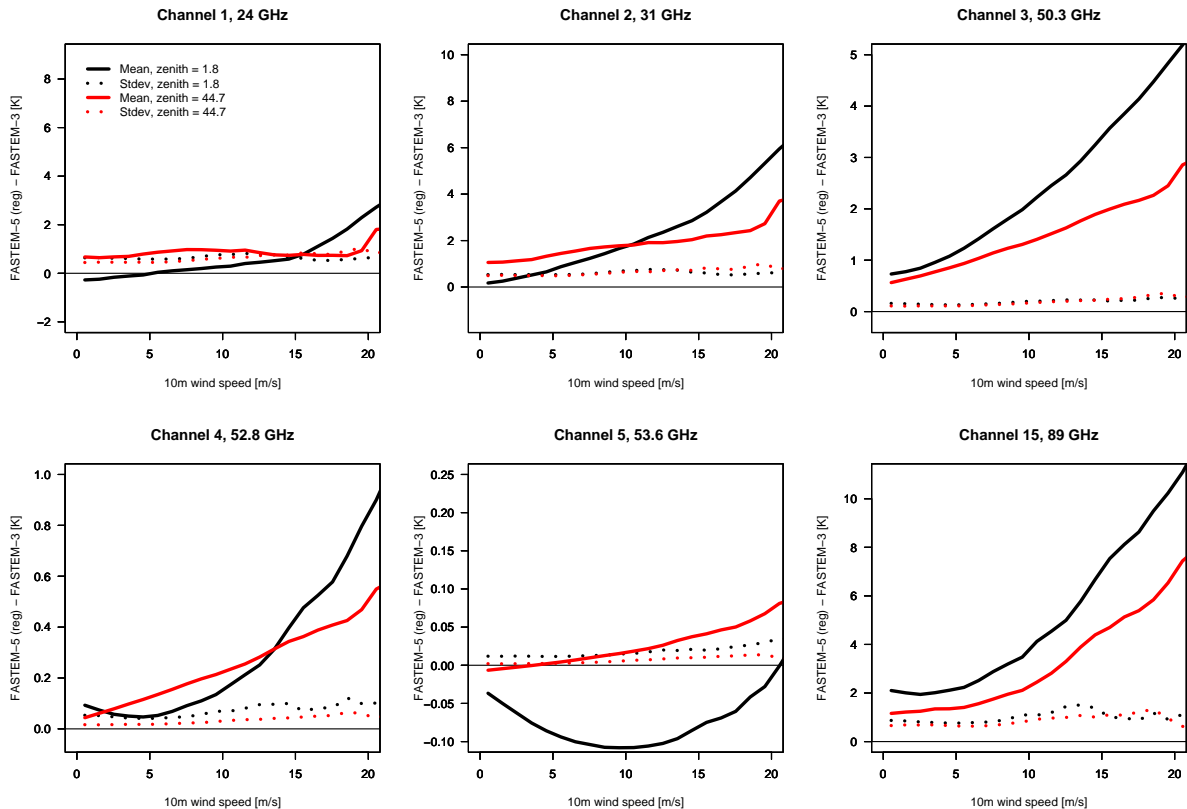 Channel 1, 24 GHz
FASTEM−5 (reg) − FASTEM−3 [K]
8
6
4
2
0
−2
Mean, zenith = 1.8
Stdev, zenith = 1.8
Mean, zenith = 44.7
Stdev, zenith = 44.7
0 5 10 15 20
10m wind speed [m/s]
Channel 2, 31 GHz
FASTEM−5 (reg) − FASTEM−3 [K]
10
8
6
4
2
0
0 5 10 15 20
10m wind speed [m/s]
Channel 3, 50.3 GHz
FASTEM−5 (reg) − FASTEM−3 [K]
5
4
3
2
1
0
0 5 10 15 20
10m wind speed [m/s]
Channel 4, 52.8 GHz
FASTEM−5 (reg) − FASTEM−3 [K]
1.0
0.8
0.6
0.4
0.2
0.0
0 5 10 15 20
10m wind speed [m/s]
Channel 5, 53.6 GHz
FASTEM−5 (reg) − FASTEM−3 [K]
0.25
0.20
0.15
0.10
0.05
0.00
−0.05
−0.10
0 5 10 15 20
10m wind speed [m/s]
Channel 15, 89 GHz
FASTEM−5 (reg) − FASTEM−3 [K]
10
8
6
4
2
0
0 5 10 15 20
10m wind speed [m/s]